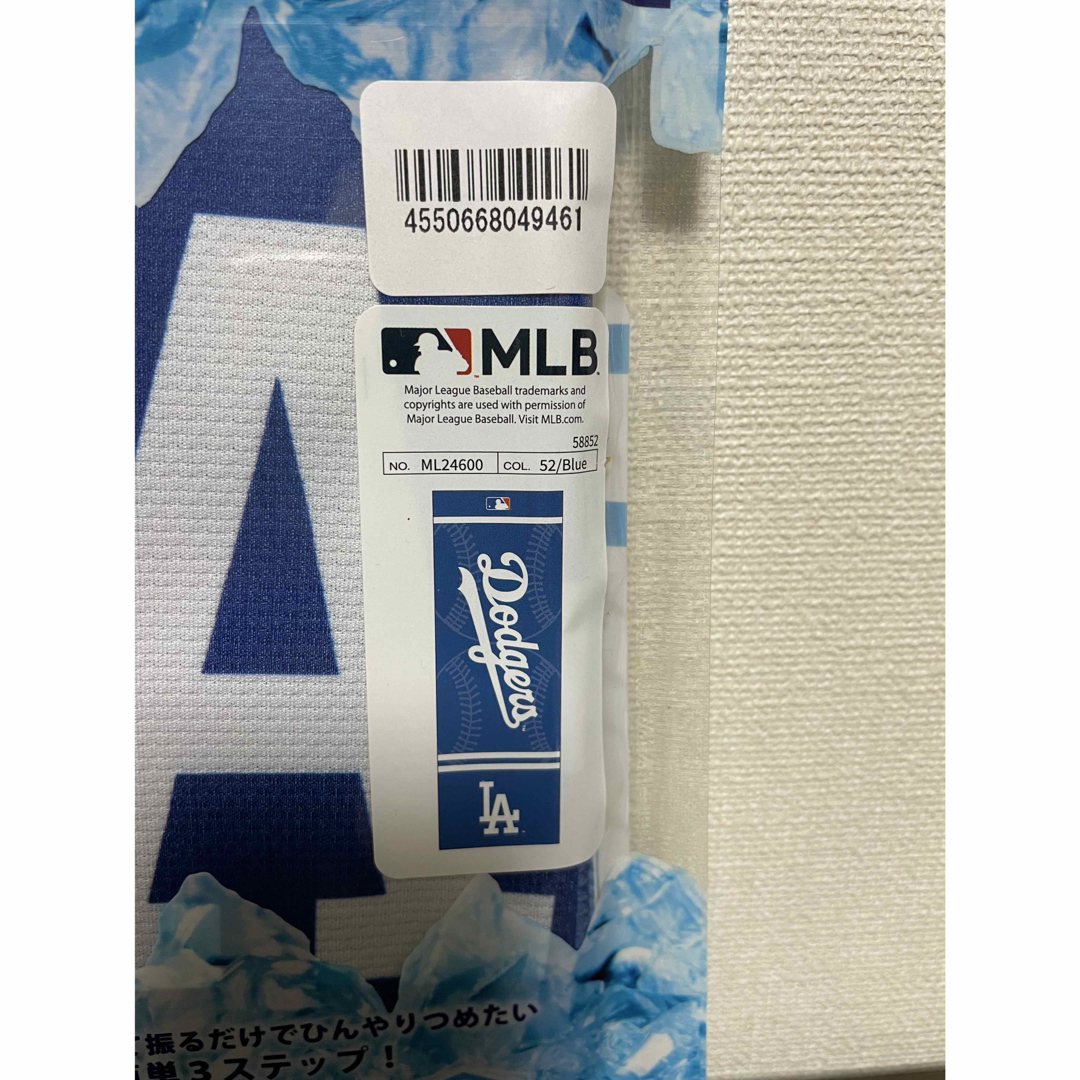 4550668049461
MLB
Major League Baseball trademarks and
copyrights are used with permission of
Major League Baseball. Visit MLB.com.
58852
NO. ML24600 COL. 52/Blue
Dodgers
LA
A
振るだけでひんやりつめたい
単3ステップ！